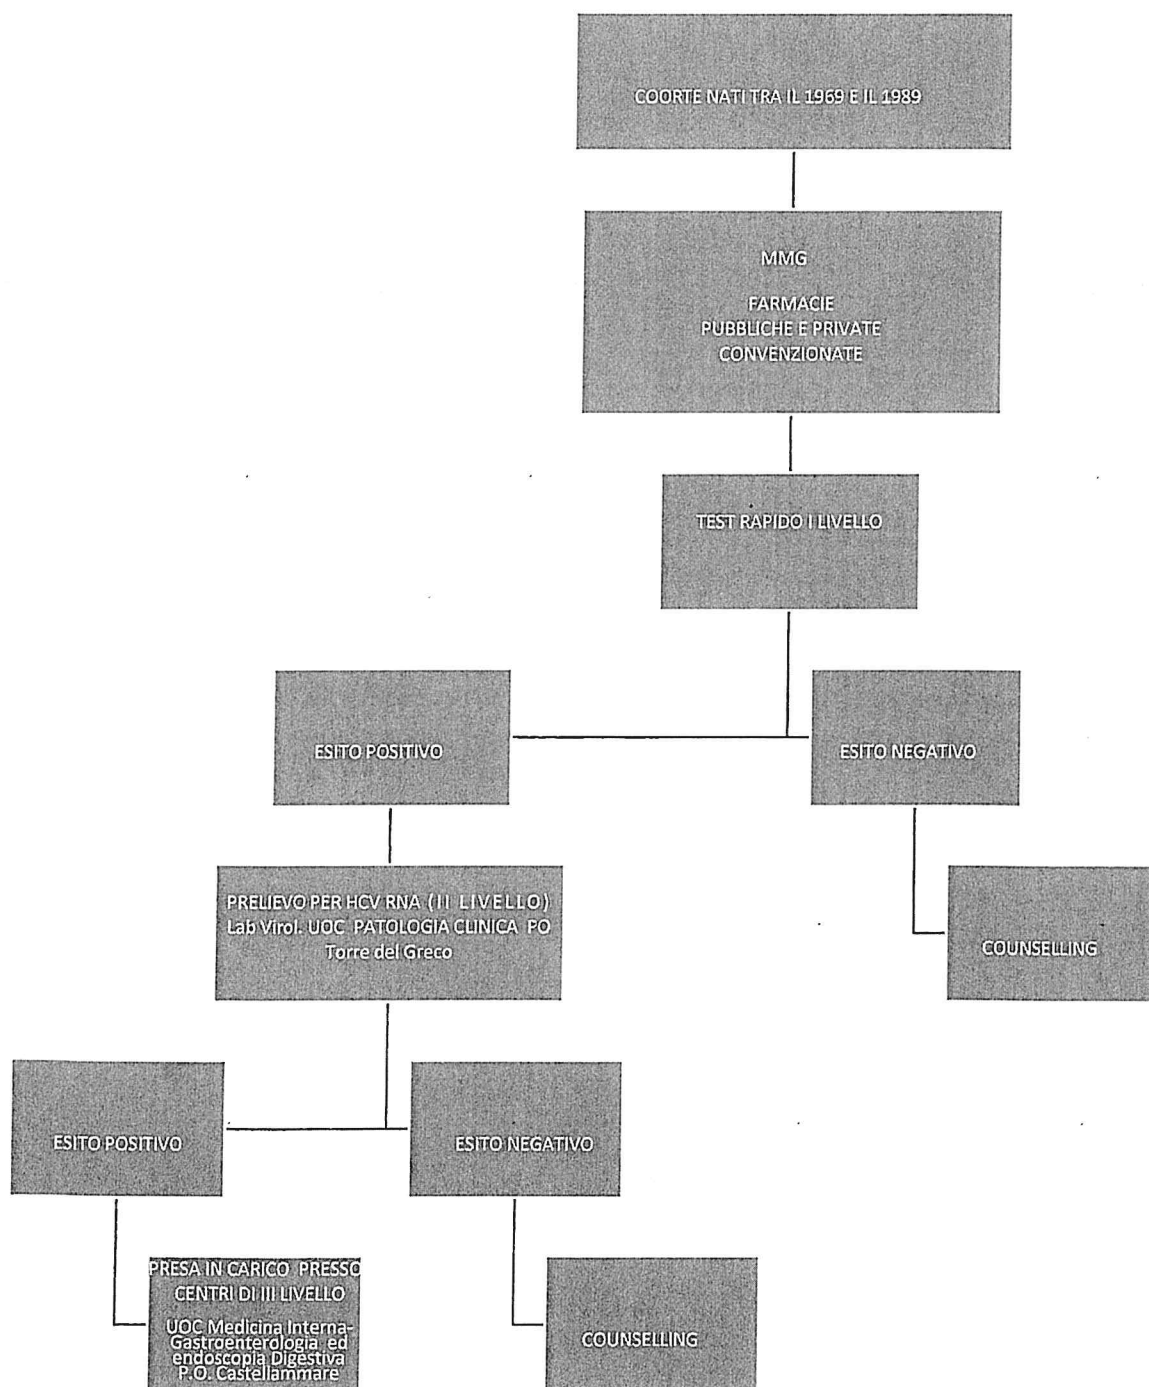 COORTE NATI TRA IL 1969 E IL 1989
MMG
FARMACIE
PUBBLICHE E PRIVATE
CONVENZIONATE
TEST RAPIDO I LIVELLO
ESITO POSITIVO
ESITO NEGATIVO
PRELIEVO PER HCV RNA (II LIVELLO)
Lab Virol. UOC PATOLOGIA CLINICA PO
Torre del Greco
COUNSELLING
ESITO POSITIVO
ESITO NEGATIVO
PRESA IN CARICO PRESSO
CENTRI DI III LIVELLO
UOC Medicina Interna-
Gastroenterologia ed
endoscopia Digestiva
P.O. Castellammare
COUNSELLING